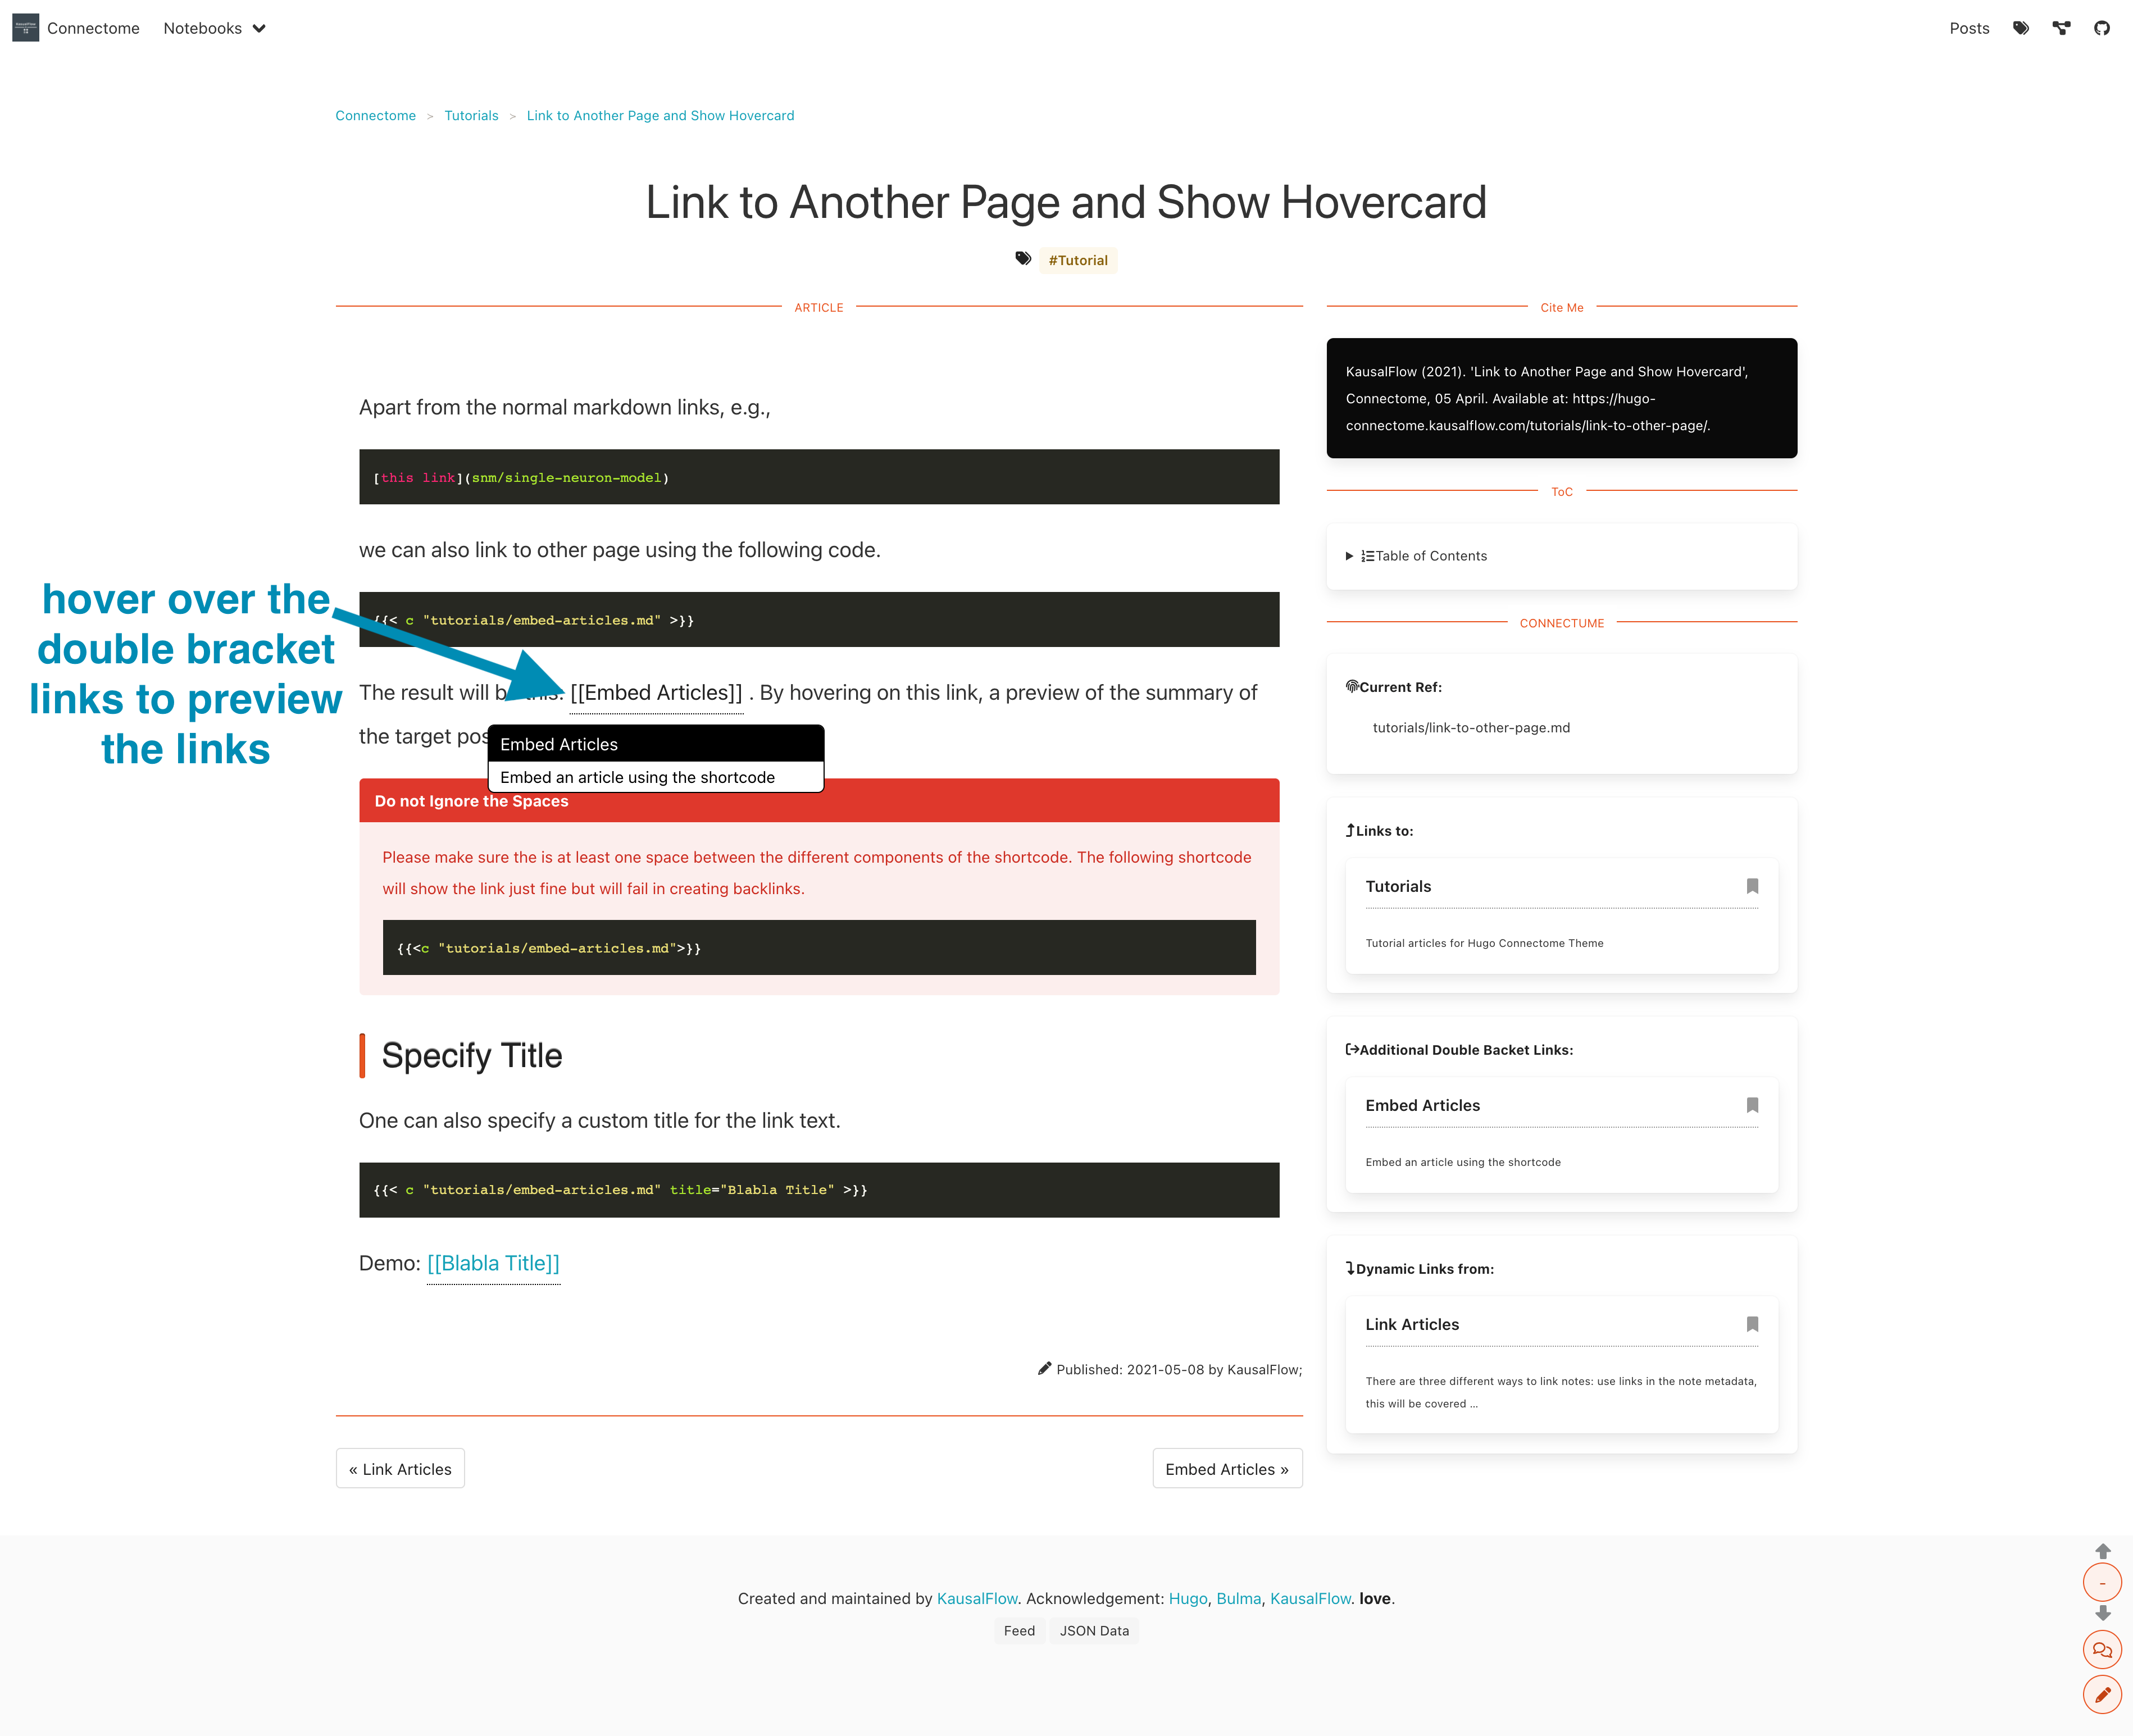 Connectome Notebooks
Posts
Connectome > Tutorials > Link to Another Page and Show Hovercard
Link to Another Page and Show Hovercard
#Tutorial
ARTICLE
Apart from the normal markdown links, e.g.,
[this link](snm/single-neuron-model)
we can also link to other page using the following code.
{{< c "tutorials/embed-articles.md" >}}
hover over the
double bracket
links to preview
the links
The result will be this: [[Embed Articles]] . By hovering on this link, a preview of the summary of
the target pos
Embed Articles
Embed an article using the shortcode
Do not Ignore the Spaces
Please make sure the is at least one space between the different components of the shortcode. The following shortcode
will show the link just fine but will fail in creating backlinks.
{{<c "tutorials/embed-articles.md">}}
Specify Title
One can also specify a custom title for the link text.
{{< c "tutorials/embed-articles.md" title="Blabla Title" >}}
Demo: [[Blabla Title]]
Published: 2021-05-08 by KausalFlow;
« Link Articles
Embed Articles »
Cite Me
KausalFlow (2021). 'Link to Another Page and Show Hovercard',
Connectome, 05 April. Available at: https://hugo-
connectome.kausalflow.com/tutorials/link-to-other-page/.
ToC
Table of Contents
CONNECTUME
Current Ref:
tutorials/link-to-other-page.md
Links to:
Tutorials
Tutorial articles for Hugo Connectome Theme
Additional Double Backet Links:
Embed Articles
Embed an article using the shortcode
Dynamic Links from:
Link Articles
There are three different ways to link notes: use links in the note metadata,
this will be covered ...
Created and maintained by KausalFlow. Acknowledgement: Hugo, Bulma, KausalFlow. love.
Feed JSON Data
-